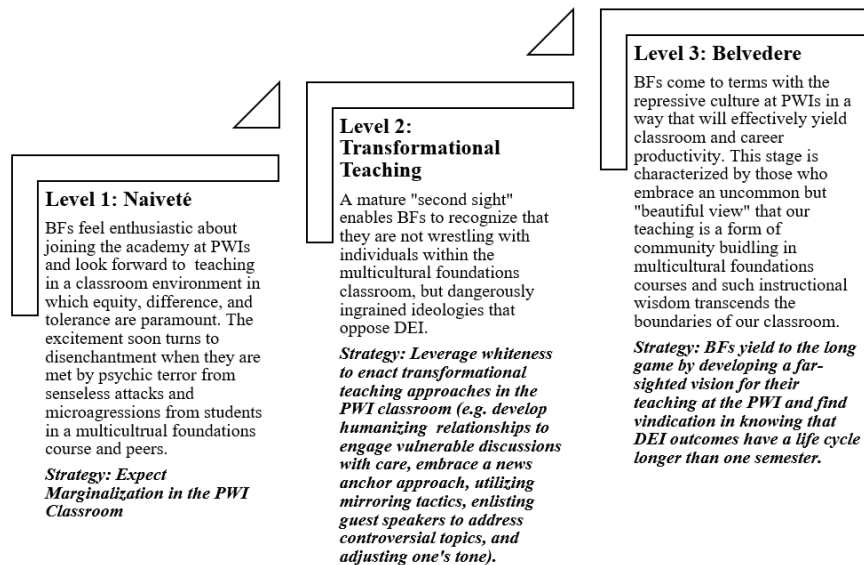 Level 1: Naiveté
BFs feel enthusiastic about
joining the academy at PWIs
and look forward to  teaching
in a classroom environment in
which equity, difference, and
tolerance are paramount. The
excitement soon turns to
disenchantment when they are
met by psychic terror from
senseless attacks and
microagressions from students
in a multicultrual foundations
course and peers.
Strategy: Expect
Marginalization in the PWI
Classroom
Level 2:
Transformational
Teaching
A mature "second sight"
enables BFs to recognize that
they are not wrestling with
individuals within the
multicultural foundations
classroom, but dangerously
ingrained ideologies that
oppose DEI.
Strategy: Leverage whiteness
to enact transformational
teaching approaches in the
PWI classroom (e.g. develop
humanizing  relationships to
engage vulnerable discussions
with care, embrace a news
anchor approach, utilizing
mirroring tactics, enlisting
guest speakers to address
controversial topics, and
adjusting one's tone).
Level 3: Belvedere
BFs come to terms with the
repressive culture at PWIs in a
way that will effectively yield
classroom and career
productivity. This stage is
characterized by those who
embrace an uncommon but
"beautiful view" that our
teaching is a form of
community buidling in
multicultural foundations
courses and such instructional
wisdom transcends the
boundaries of our classroom.
Strategy: BFs yield to the long
game by developing a far-
sighted vision for their
teaching at the PWI and find
vindication in knowing that
DEI outcomes have a life cycle
longer than one semester.